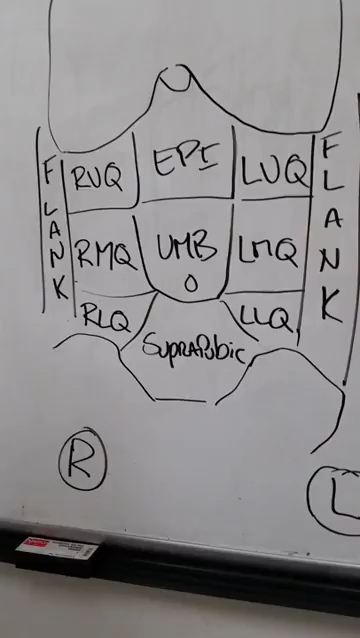 FLANK
RUQ
EPI
LUQ
FLANK
RMQ
UMB
LMQ
RLQ
SUPRAPUBIC
LLQ
R
L